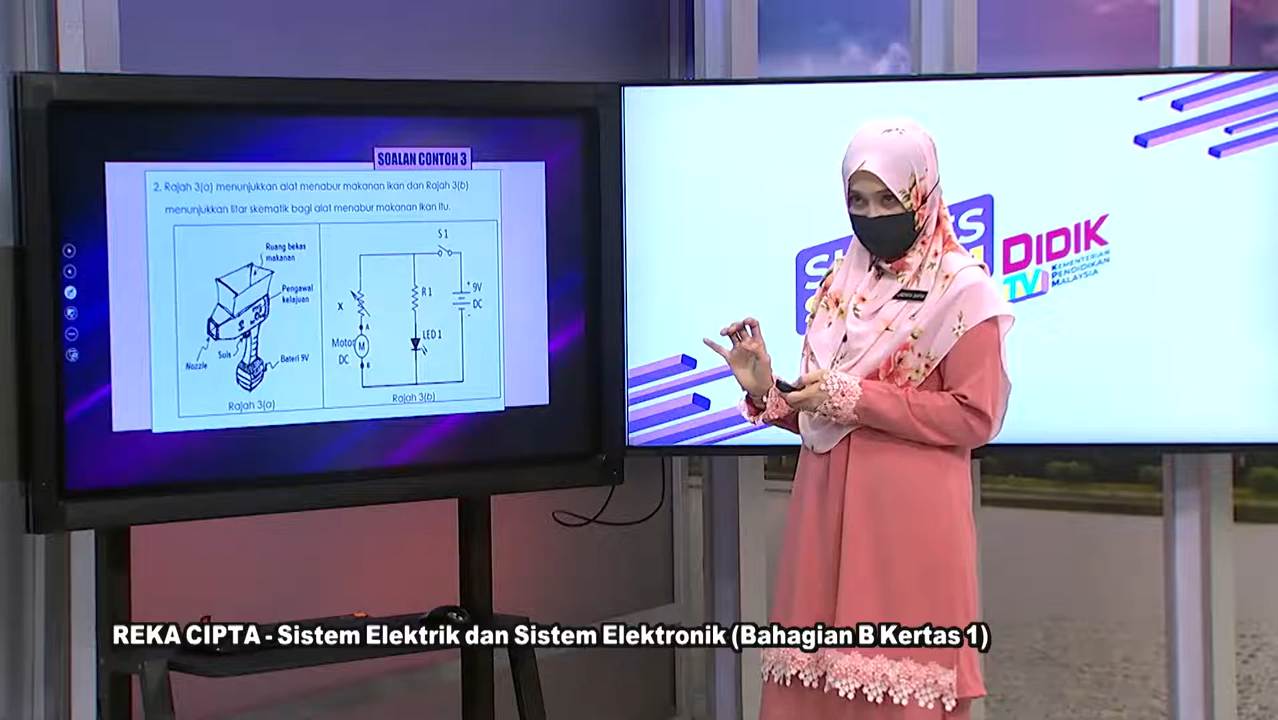 SOALAN CONTOH 3
2. Rajah 3(a) menunjukkan alat menabur makanan ikan dan Rajah 3(b)
menunjukkan litar skematik bagi alat menabur makanan ikan itu.
Ruang bekas
makanan
Pengawal
kelajuan
Nozzle
Suis
Bateri 9V
Rajah 3(a)
S1
X
R1
+ 9V
DC
-
A
Motor
M
DC
LED 1
B
Rajah 3(b)
DIDIK
TV
KEMENTERIAN
PENDIDIKAN
MALAYSIA
REKA CIPTA - Sistem Elektrik dan Sistem Elektronik (Bahagian B Kertas 1)